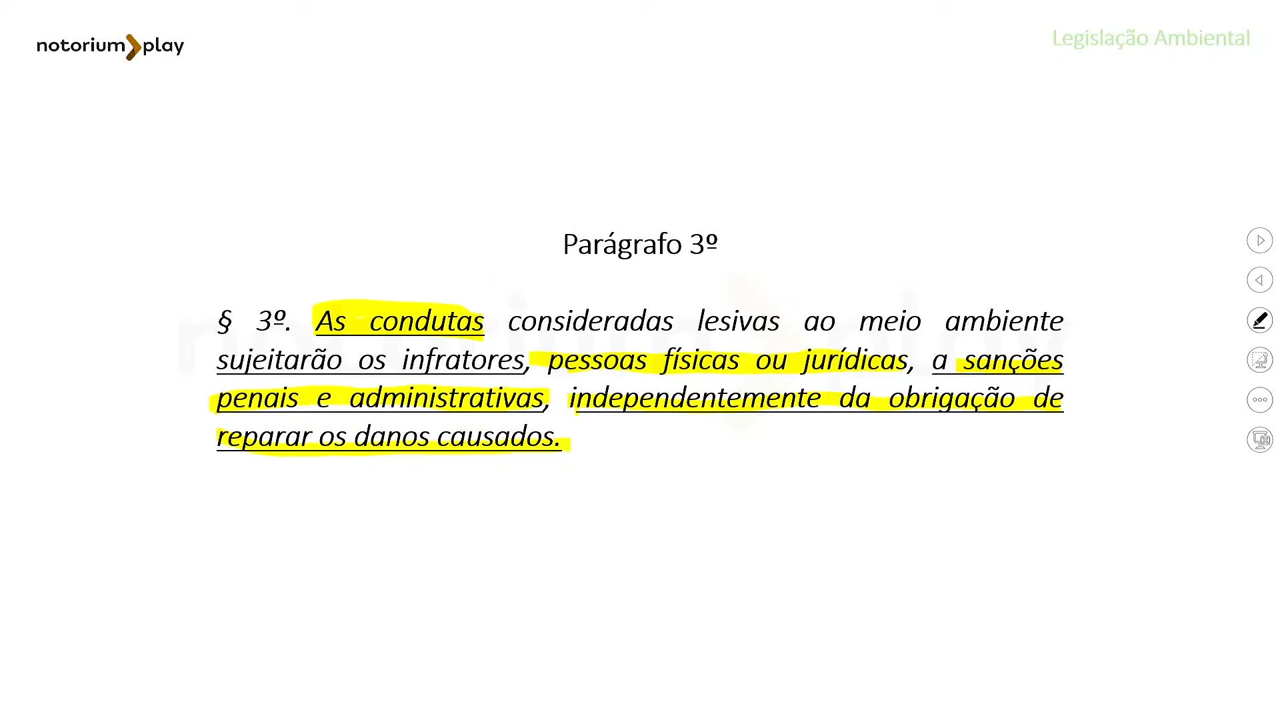 notorium play
Legislação Ambiental
Parágrafo 3º
§ 3º. As condutas consideradas lesivas ao meio ambiente
sujeitarão os infratores, pessoas físicas ou jurídicas, a sanções
penais e administrativas, independentemente da obrigação de
reparar os danos causados.